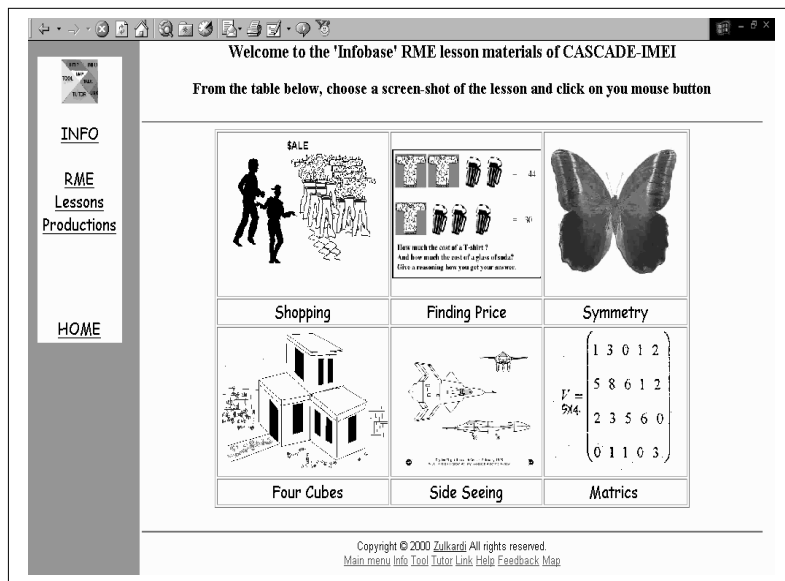 Welcome to the 'Infobase' RME lesson materials of CASCADE-IMEI
From the table below, choose a screen-shot of the lesson and click on you mouse button
TOOL
TUTOR
INFO
RME
Lessons
Productions
HOME
$ALE
= 44
= 30
How much the cost of a T-shirt ?
And how much the cost of a glass of soda?
Give a reasoning how you get your answer.
Shopping
Finding Price
Symmetry
V =
5x4.
1 3 0 1 2
5 8 6 1 2
2 3 5 6 0
0 1 1 0 3
Four Cubes
Side Seeing
Matrics
Copyright © 2000 Zulkardi All rights reserved.
Main menu Info Tool Tutor Link Help Feedback Map